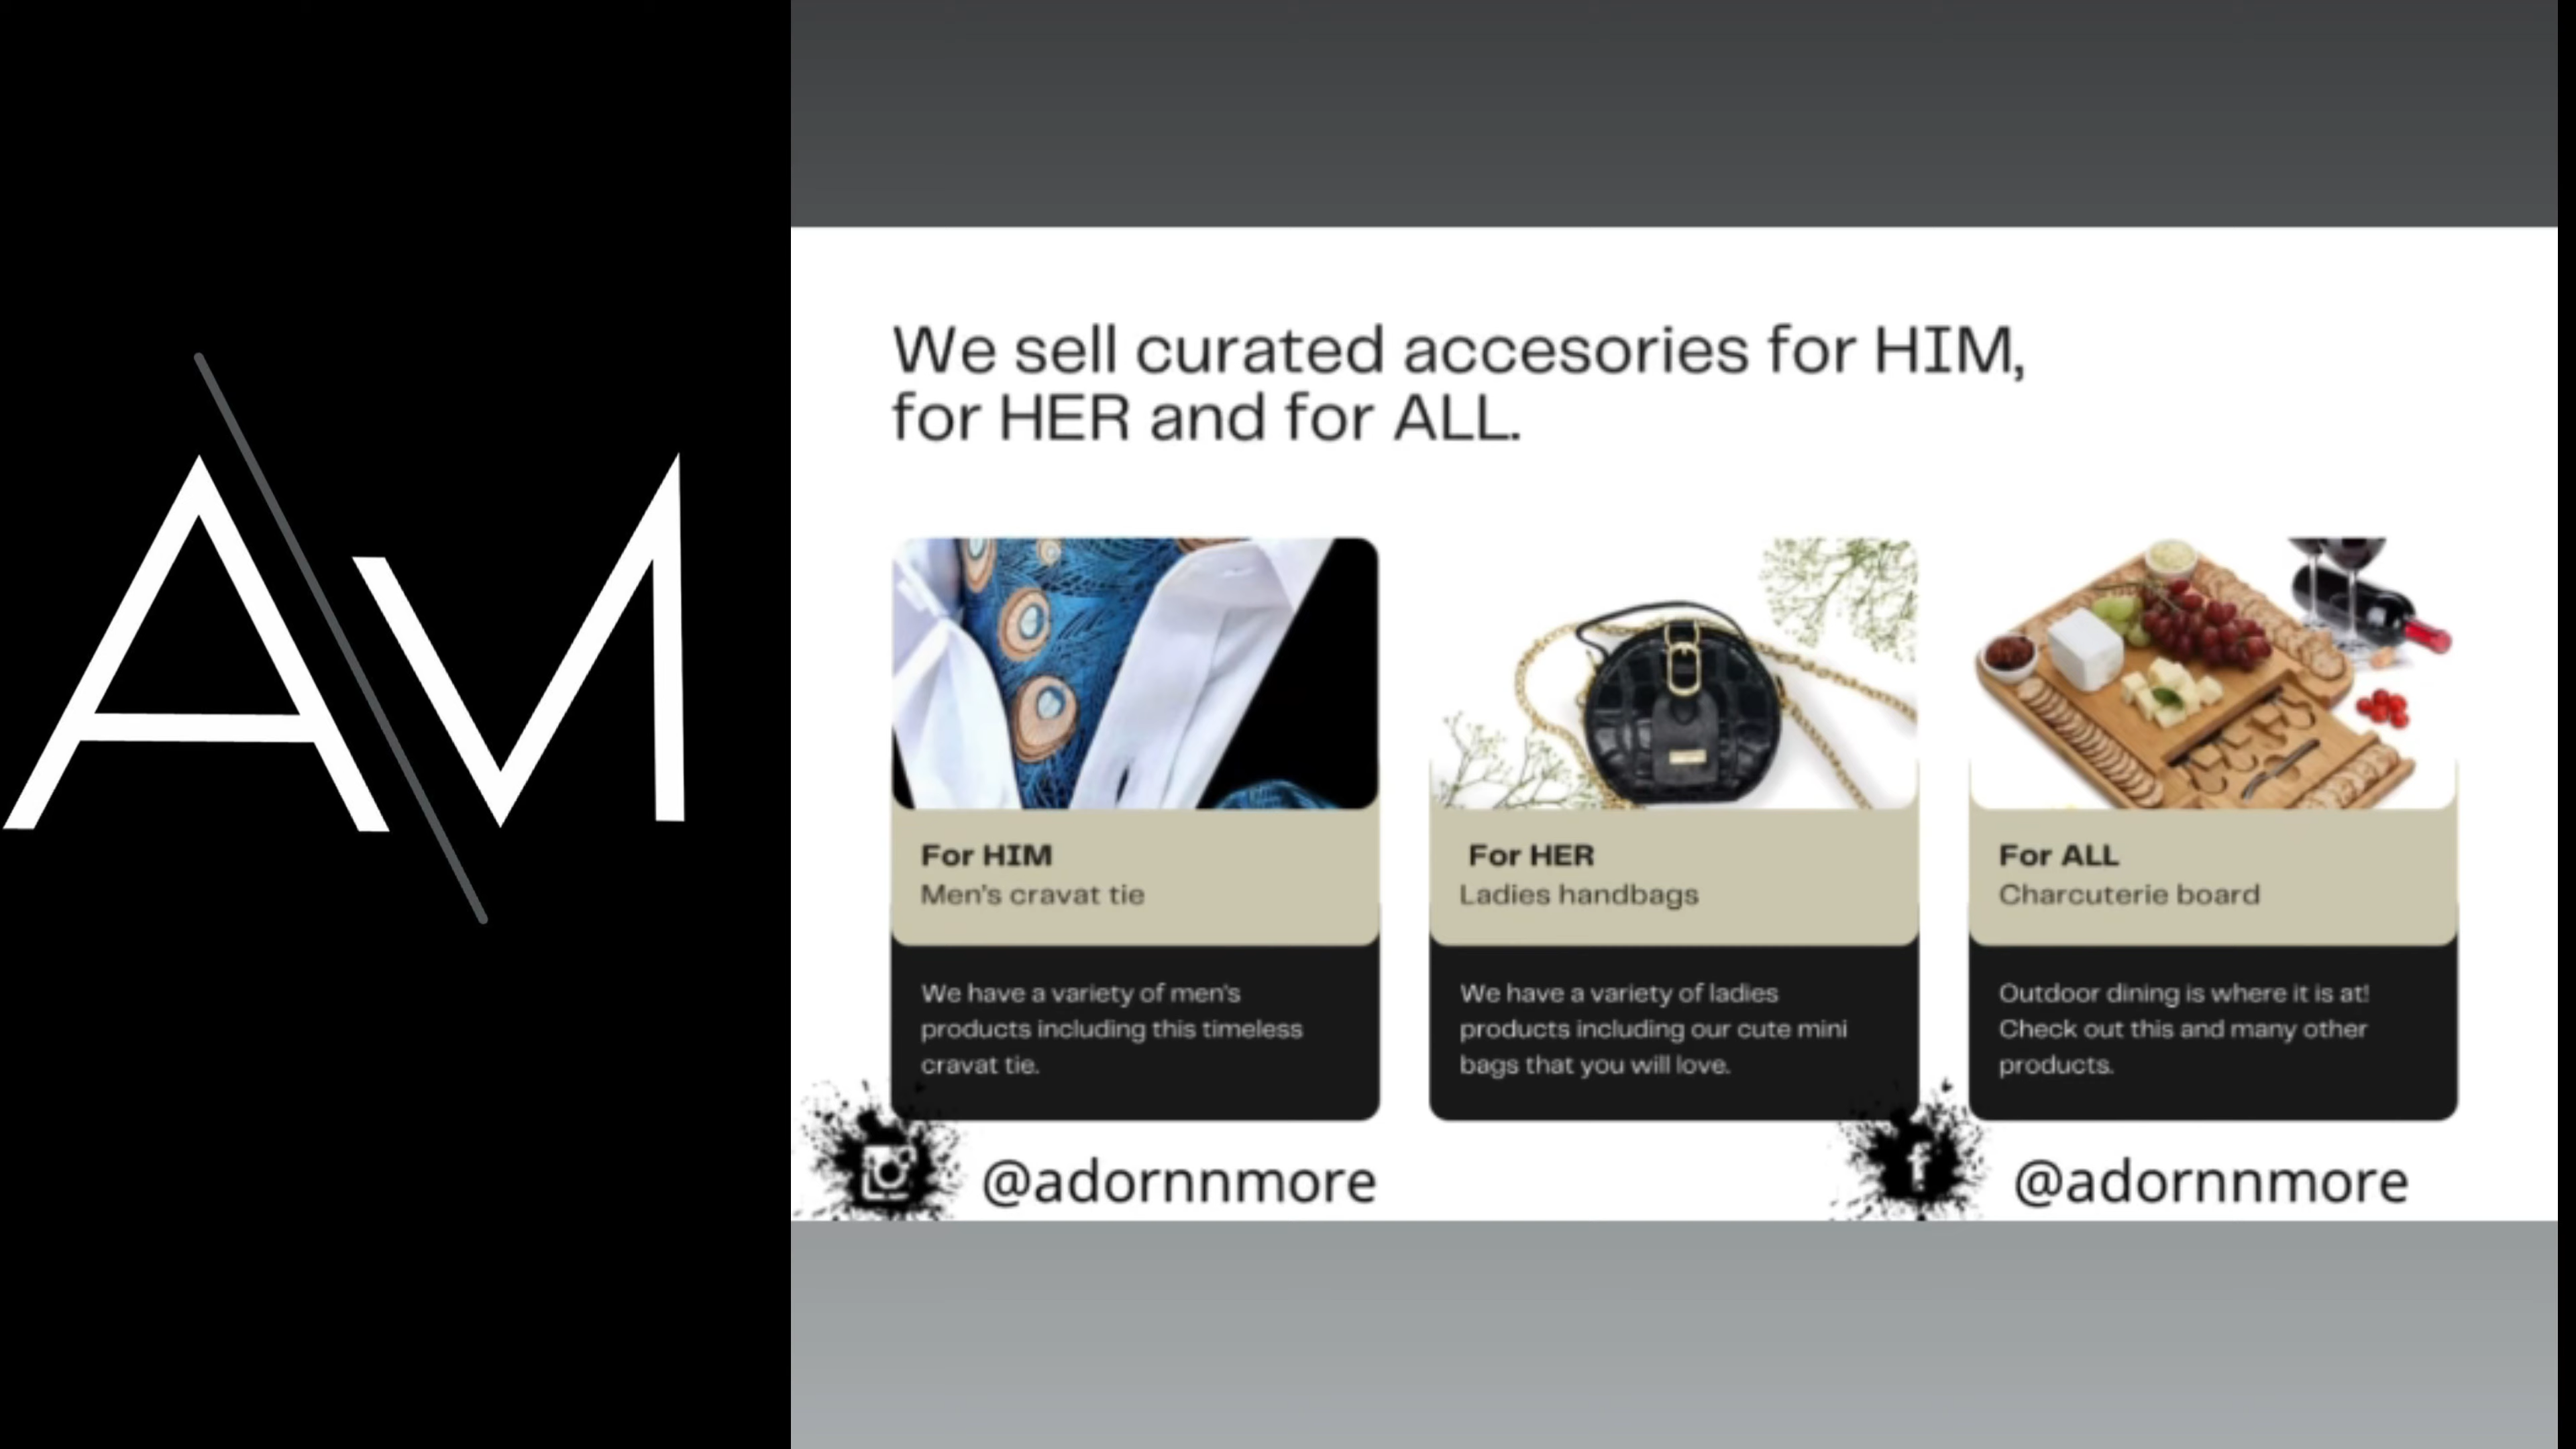 AM
We sell curated accesories for HIM,
for HER and for ALL.
For HIM
Men's cravat tie
We have a variety of men's
products including this timeless
cravat tie.
For HER
Ladies handbags
We have a variety of ladies
products including our cute mini
bags that you will love.
For ALL
Charcuterie board
Outdoor dining is where it is at!
Check out this and many other
products.
@adornnmore
f
@adornnmore